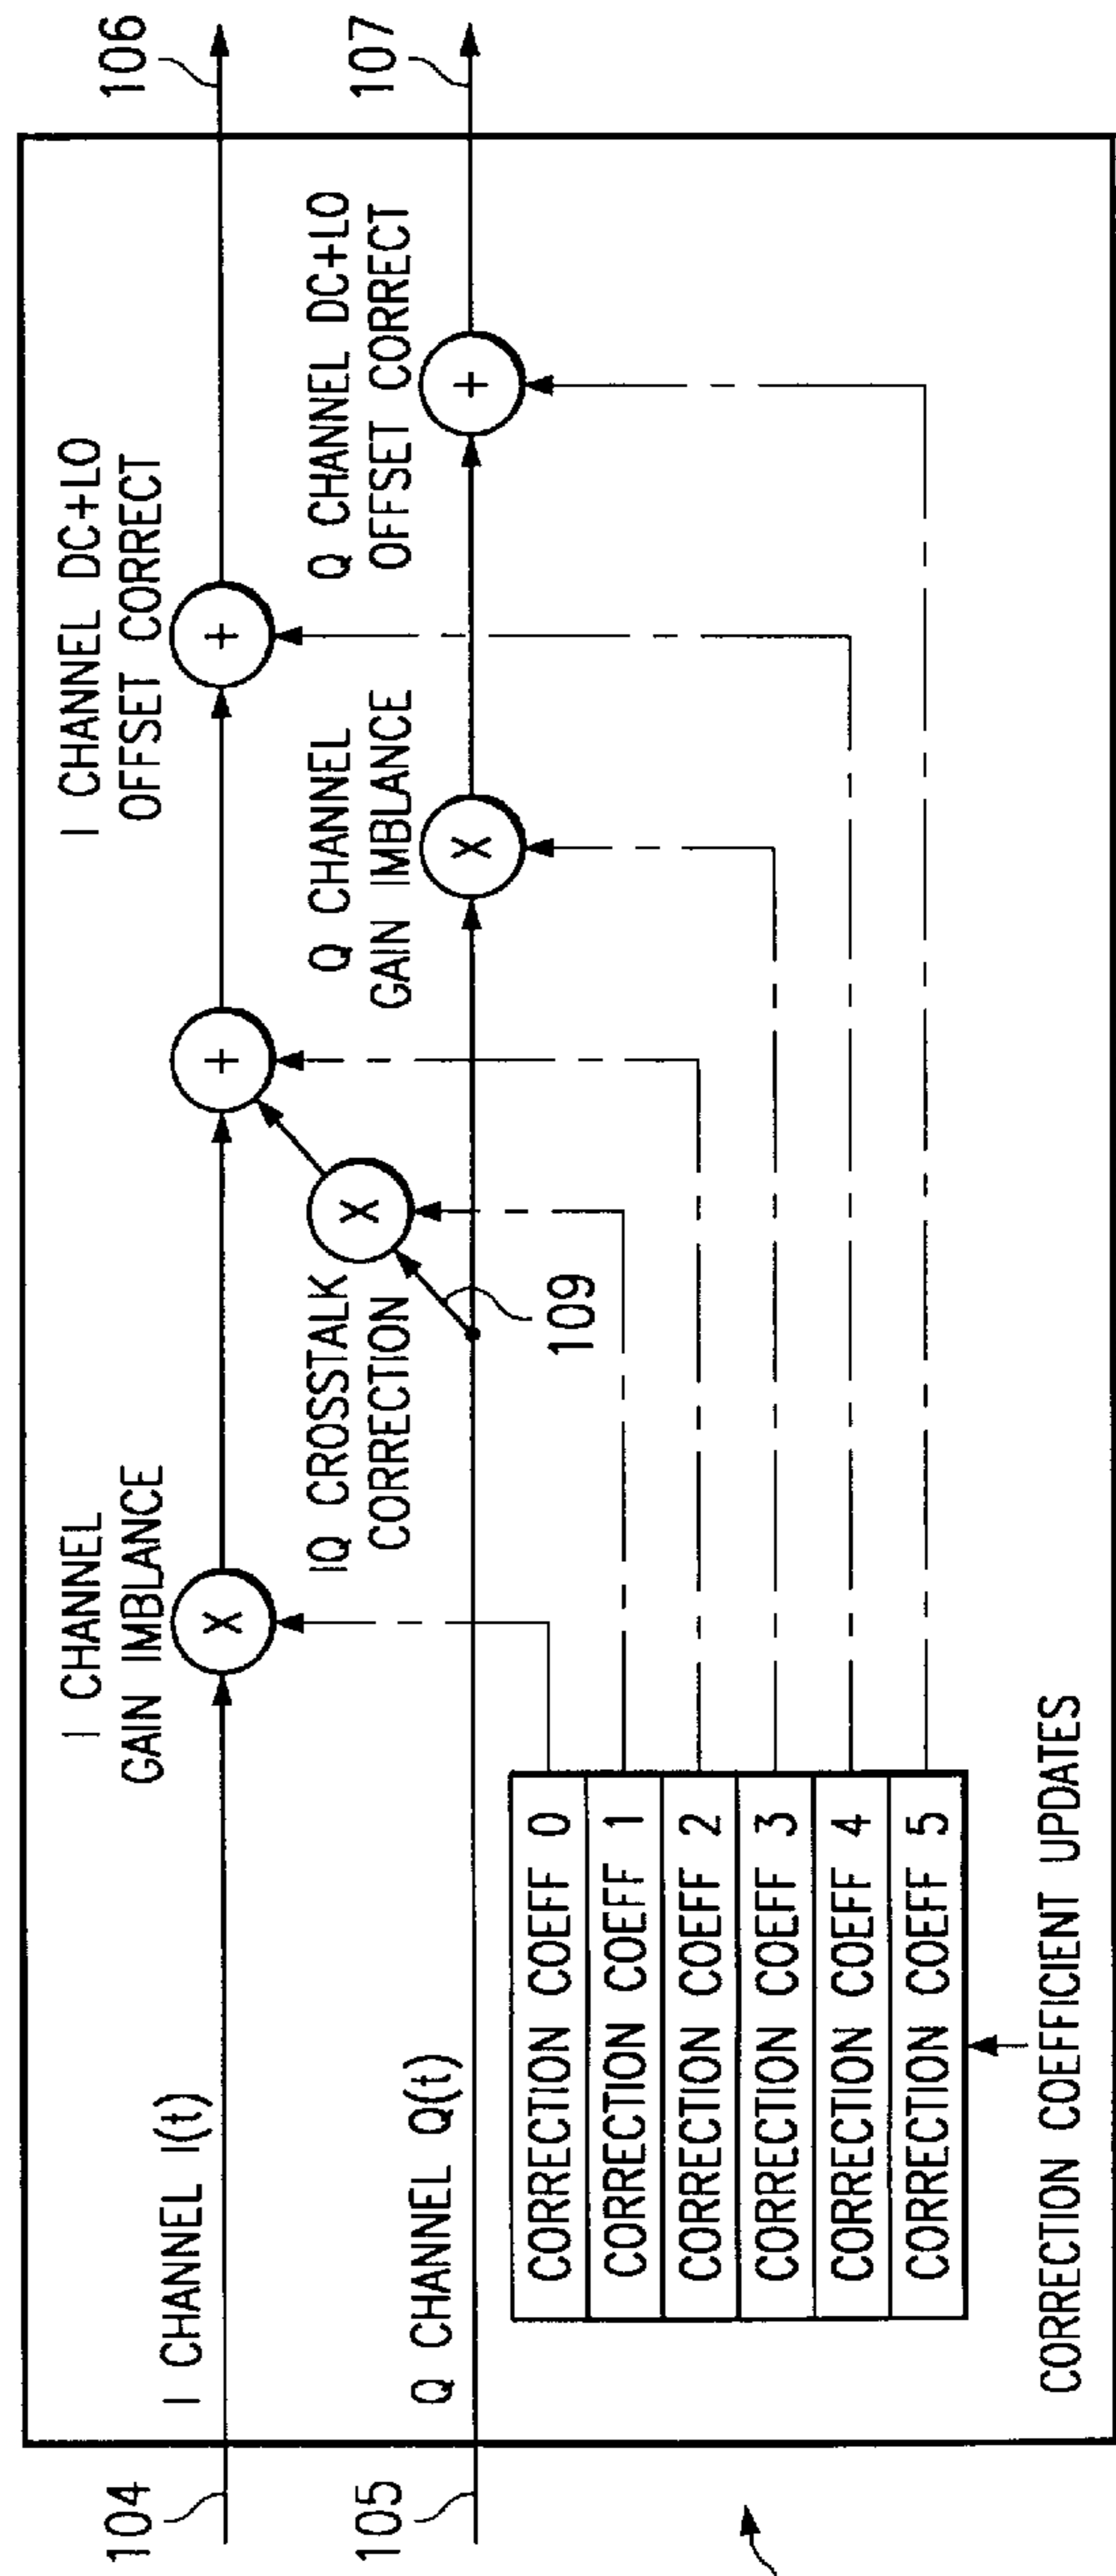 I CHANNEL DC+LO
OFFSET CORRECT
106
I CHANNEL
GAIN IMBLANCE
104
I CHANNEL I(t)
Q CHANNEL DC+LO
OFFSET CORRECT
107
Q CHANNEL
GAIN IMBLANCE
IQ CROSSTALK
CORRECTION
109
105
Q CHANNEL Q(t)
X
+
+
X
X
+
CORRECTION COEFF 0
CORRECTION COEFF 1
CORRECTION COEFF 2
CORRECTION COEFF 3
CORRECTION COEFF 4
CORRECTION COEFF 5
CORRECTION COEFFICIENT UPDATES